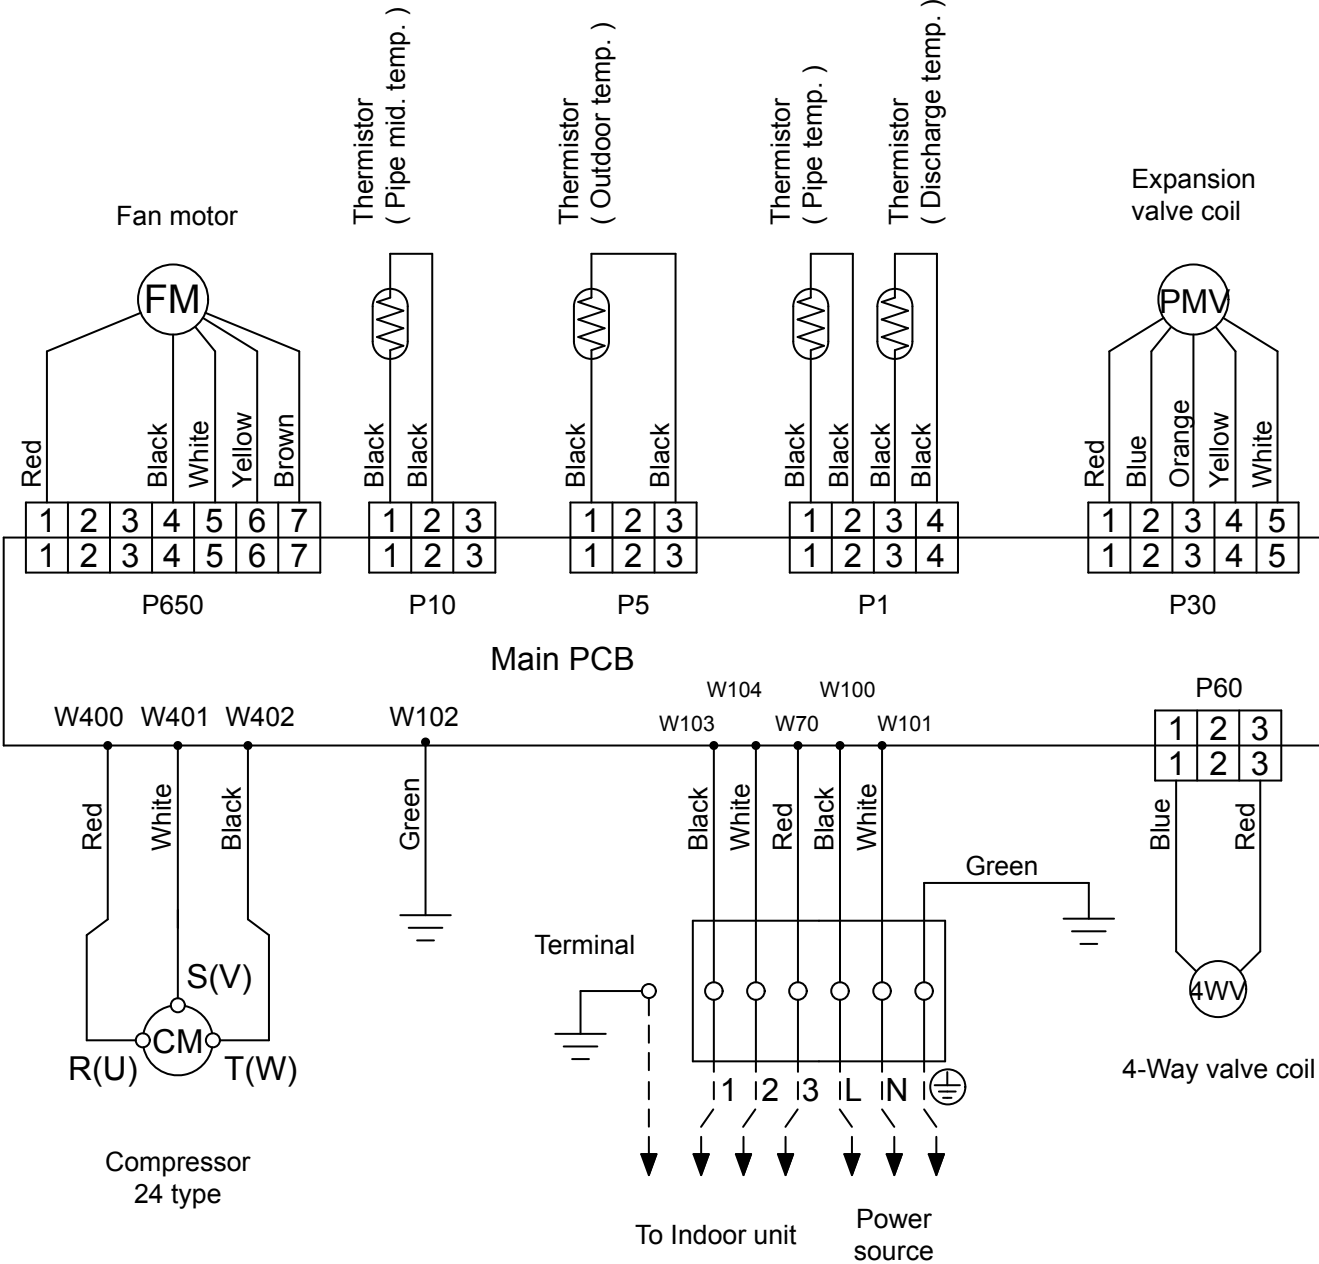 Thermistor
( Pipe mid. temp. )
Thermistor
( Outdoor temp. )
Thermistor
( Pipe temp. )
Thermistor
( Discharge temp. )
Fan motor
Expansion
valve coil
FM
PMV
Red
Black
White
Yellow
Brown
Black
Black
Black
Black
Black
Black
Black
Black
Red
Blue
Orange
Yellow
White
1 2 3 4 5 6 7
1 2 3 4 5 6 7
1 2 3
1 2 3
1 2 3
1 2 3
1 2 3 4
1 2 3 4
1 2 3 4 5
1 2 3 4 5
P650
P10
P5
P1
P30
Main PCB
W400 W401 W402
W102
W104
W100
W103
W70
W101
P60
1 2 3
1 2 3
Red
White
Black
Green
Black
White
Red
Black
White
Green
Blue
Red
Terminal
S(V)
CM
R(U)
T(W)
4WV
4-Way valve coil
1 2 3 L N
Compressor
24 type
To Indoor unit
Power
source